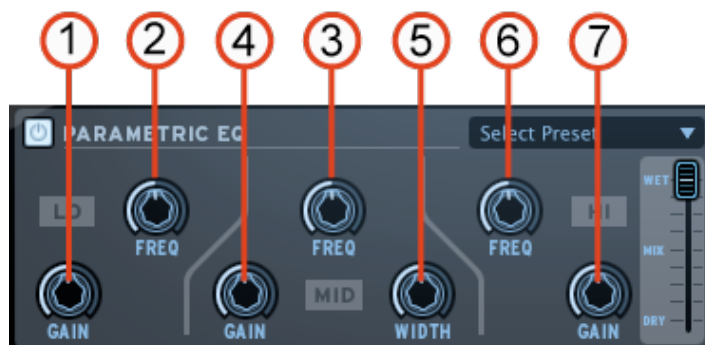 1 2 4 3 5 6 7
PARAMETRIC EQ Select Preset
WET
LO HI
FREQ FREQ FREQ
MIX
MID
DRY
GAIN GAIN WIDTH GAIN